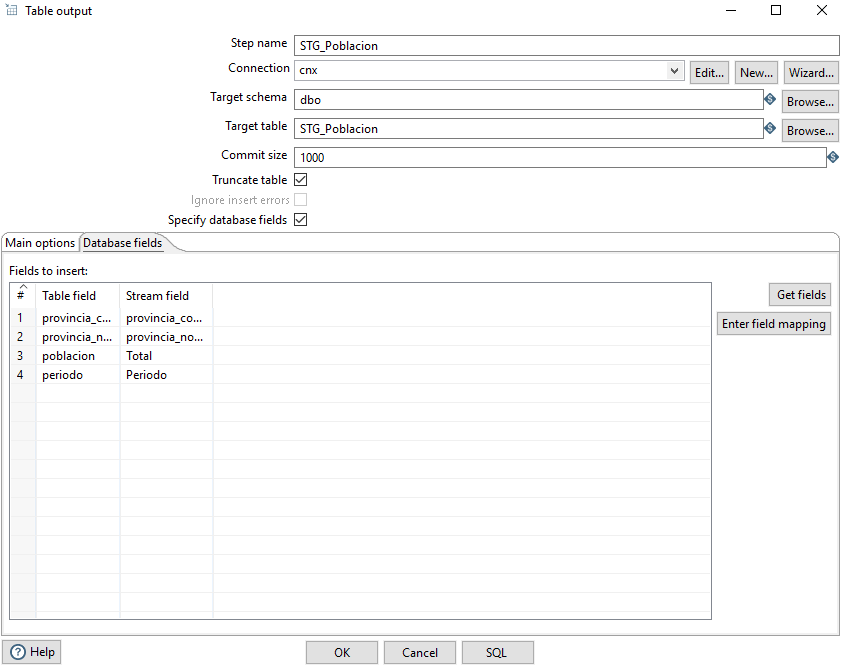 Table output
Step name STG_Poblacion
Connection cnx Edit... New... Wizard...
Target schema dbo Browse...
Target table STG_Poblacion Browse...
Commit size 1000
Truncate table
Ignore insert errors
Specify database fields
Main options Database fields
Fields to insert:
# Table field Stream field
1 provincia_c... provincia_co...
2 provincia_n... provincia_no...
3 poblacion Total
4 periodo Periodo
Get fields
Enter field mapping
Help OK Cancel SQL